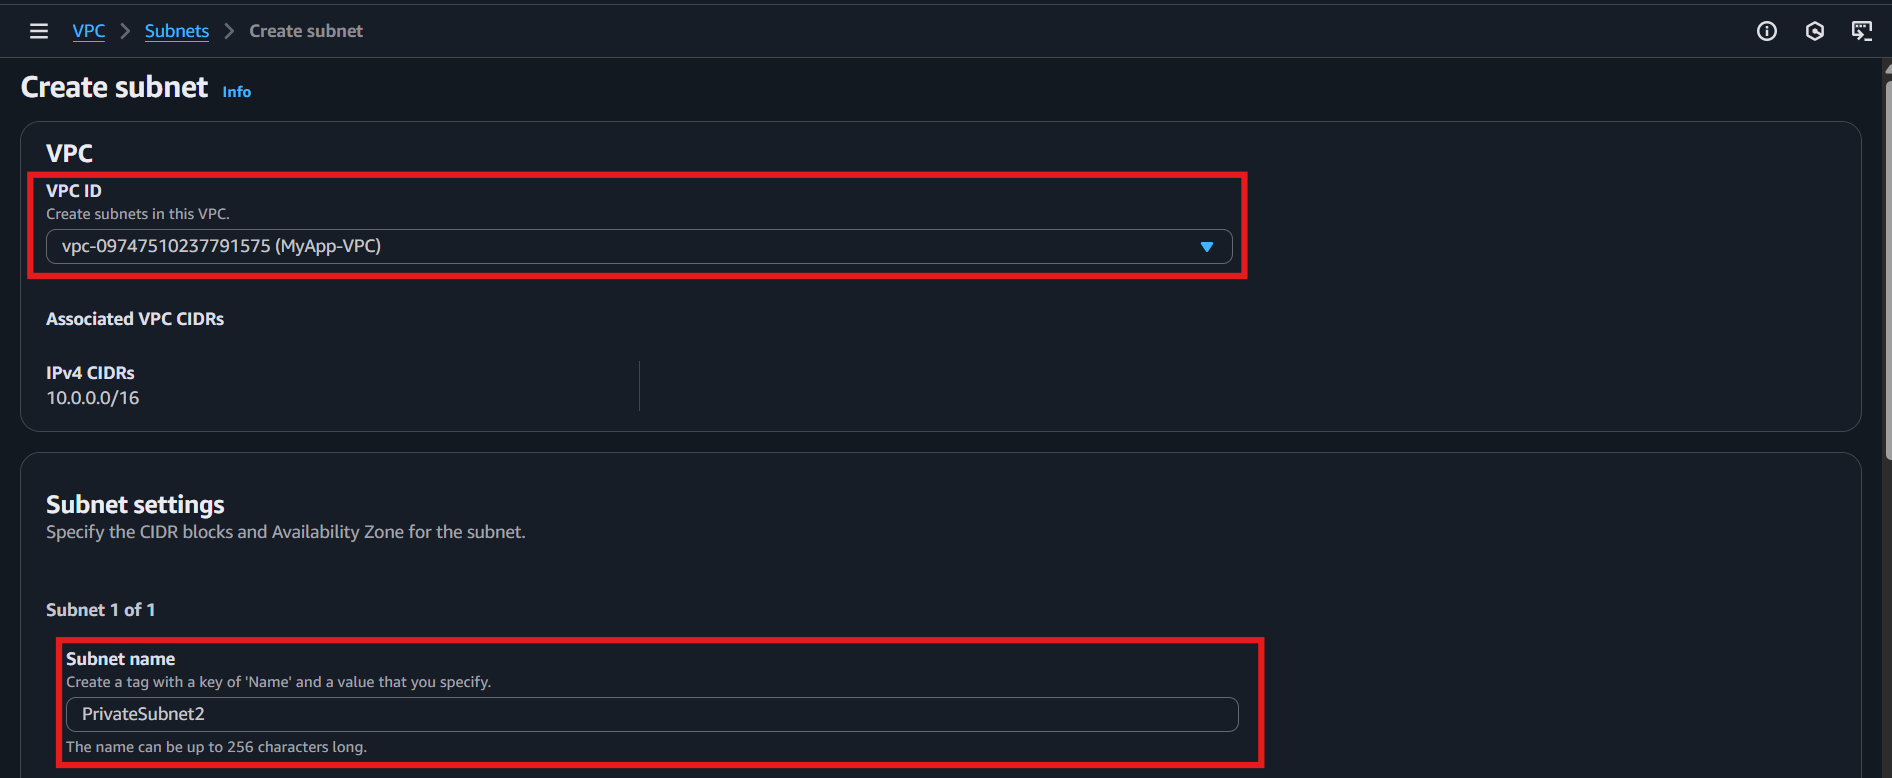 VPC > Subnets > Create subnet
Create subnet Info
VPC
VPC ID
Create subnets in this VPC.
vpc-09747510237791575 (MyApp-VPC)
Associated VPC CIDRs
IPv4 CIDRs
10.0.0.0/16
Subnet settings
Specify the CIDR blocks and Availability Zone for the subnet.
Subnet 1 of 1
Subnet name
Create a tag with a key of 'Name' and a value that you specify.
PrivateSubnet2
The name can be up to 256 characters long.